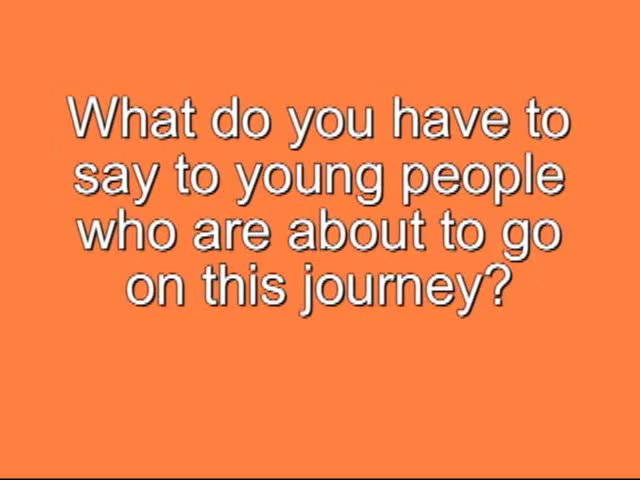 What do you have to
say to young people
who are about to go
on this journey?